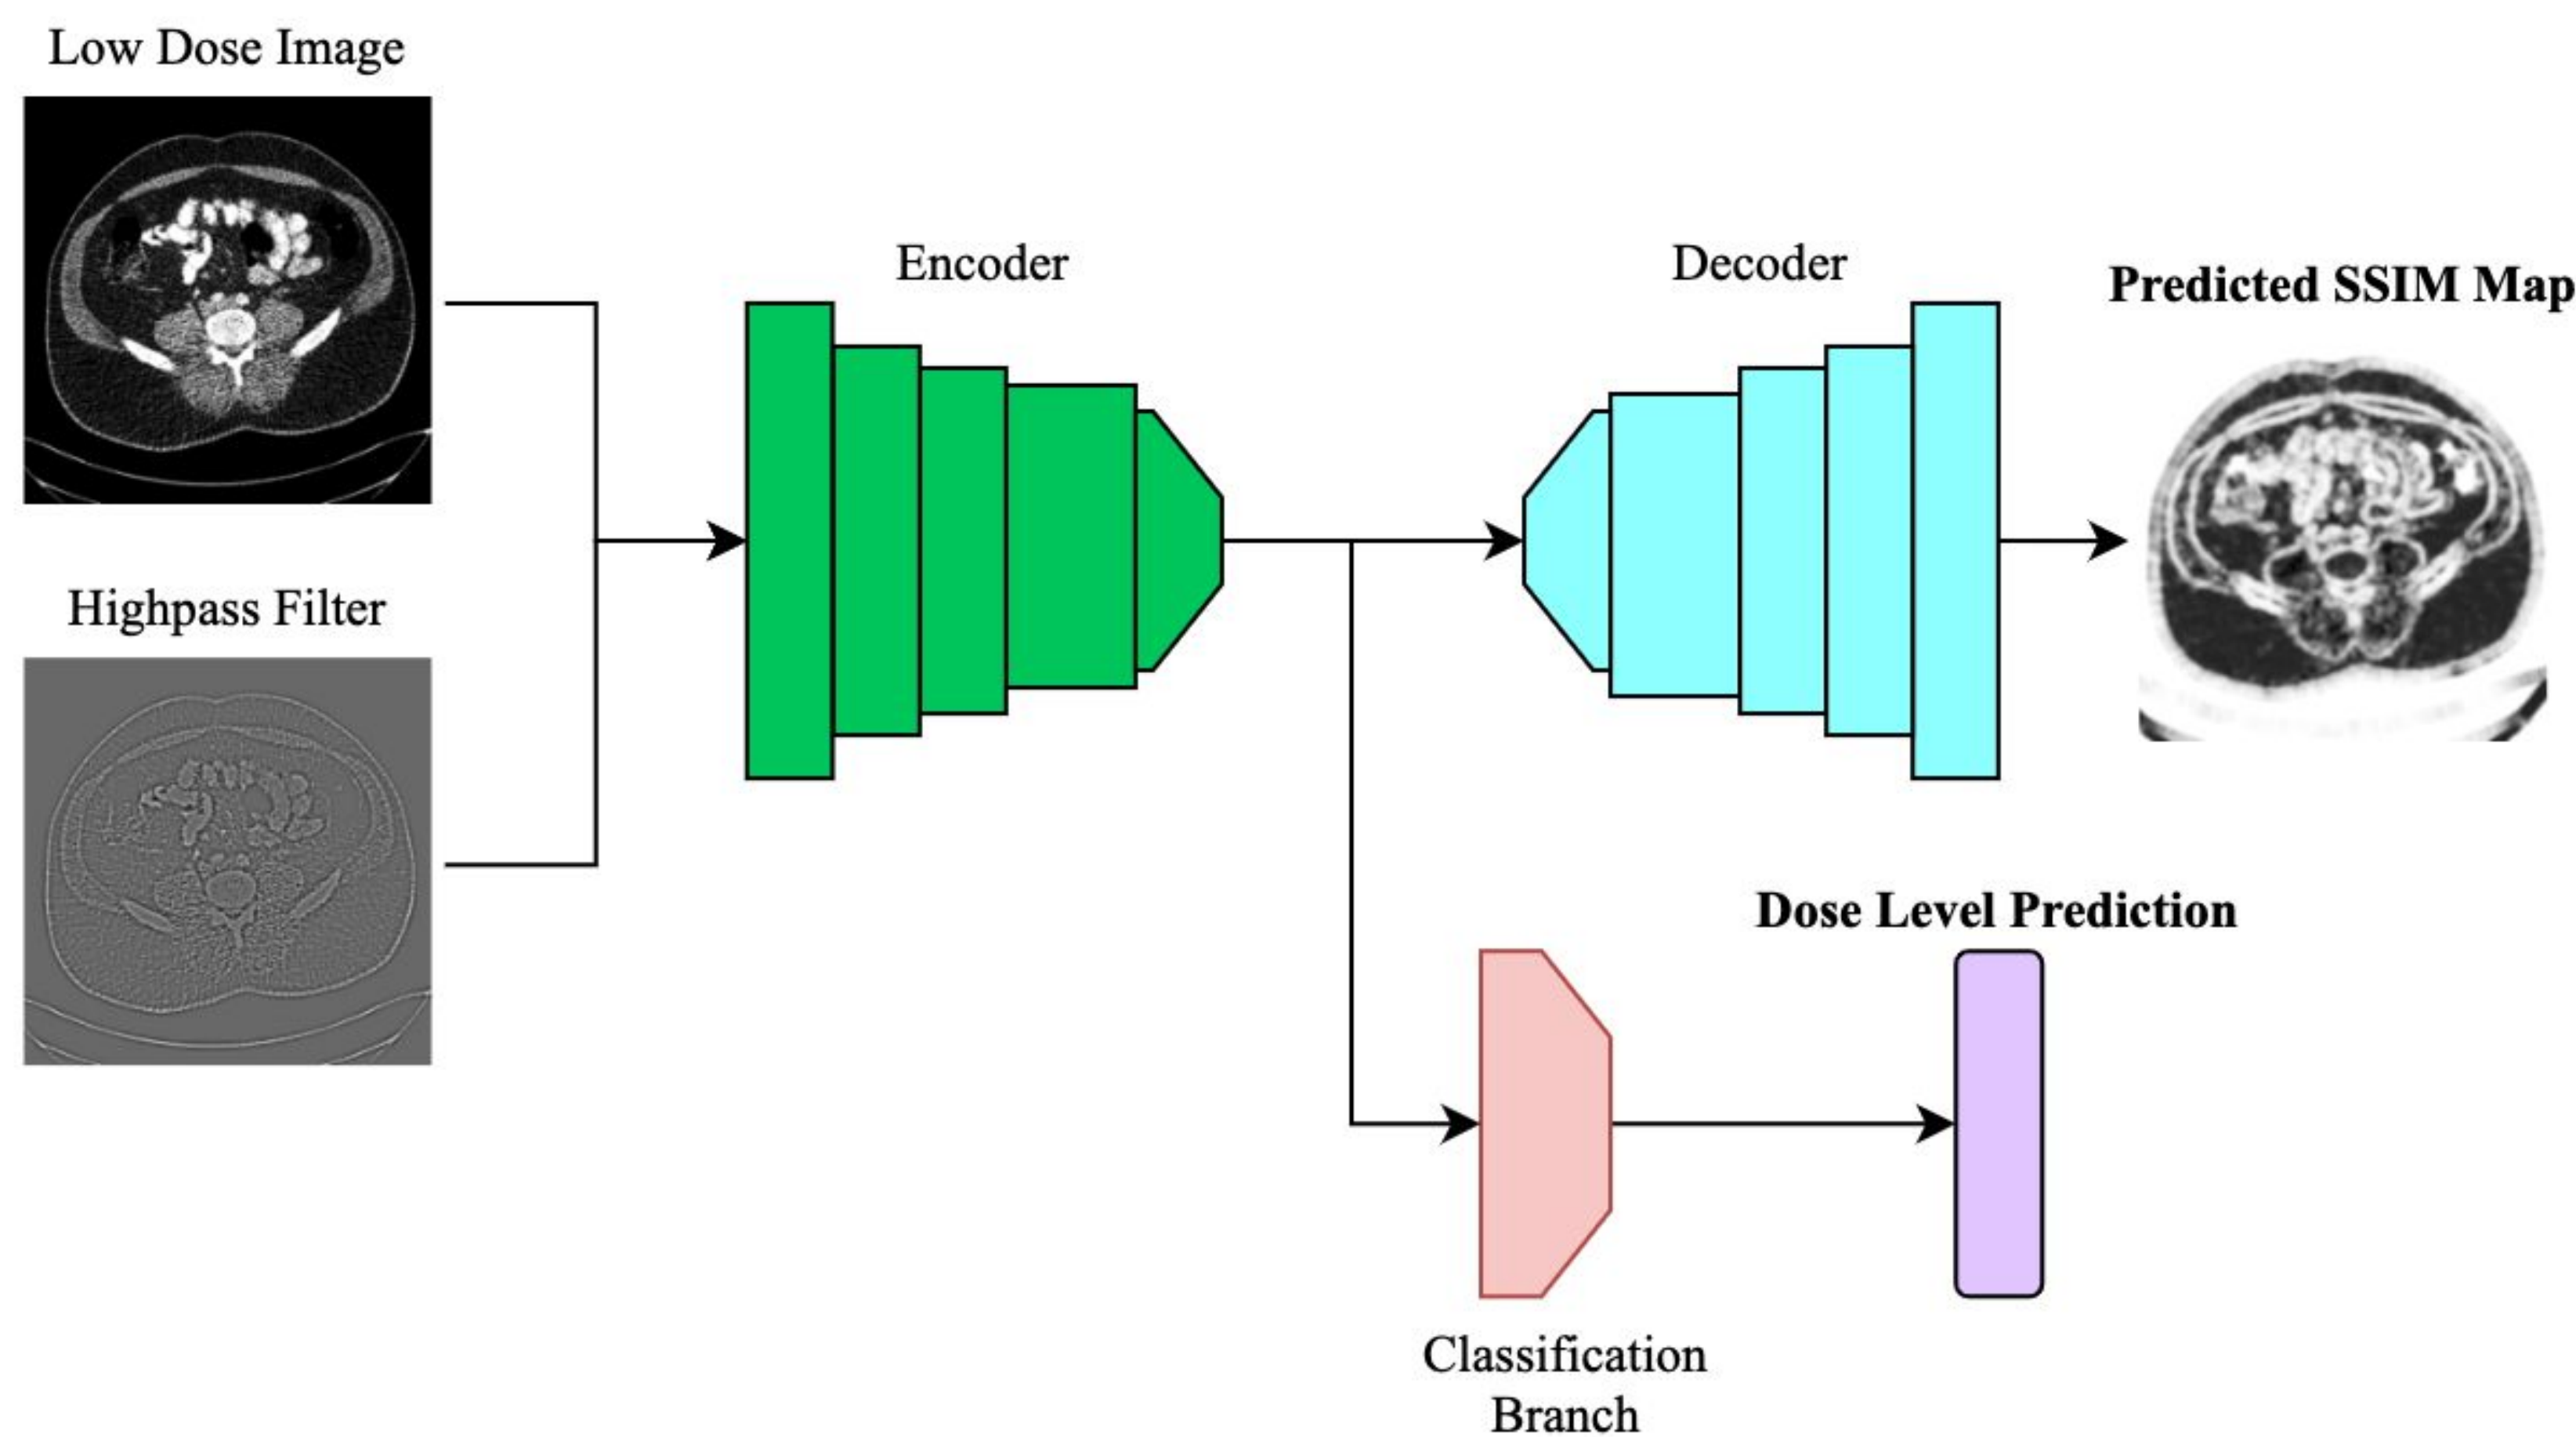 Low Dose Image
Highpass Filter
Encoder
Decoder
Predicted SSIM Map
Dose Level Prediction
Classification
Branch